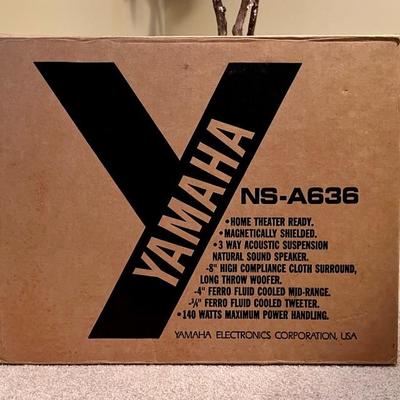 YAMAHA
NS-A636
• HOME THEATER READY.
• MAGNETICALLY SHIELDED.
• 3 WAY ACOUSTIC SUSPENSION
NATURAL SOUND SPEAKER.
-8" HIGH COMPLIANCE CLOTH SURROUND,
LONG THROW WOOFER.
-4" FERRO FLUID COOLED MID-RANGE.
-¾" FERRO FLUID COOLED TWEETER.
• 140 WATTS MAXIMUM POWER HANDLING.
YAMAHA ELECTRONICS CORPORATION, USA